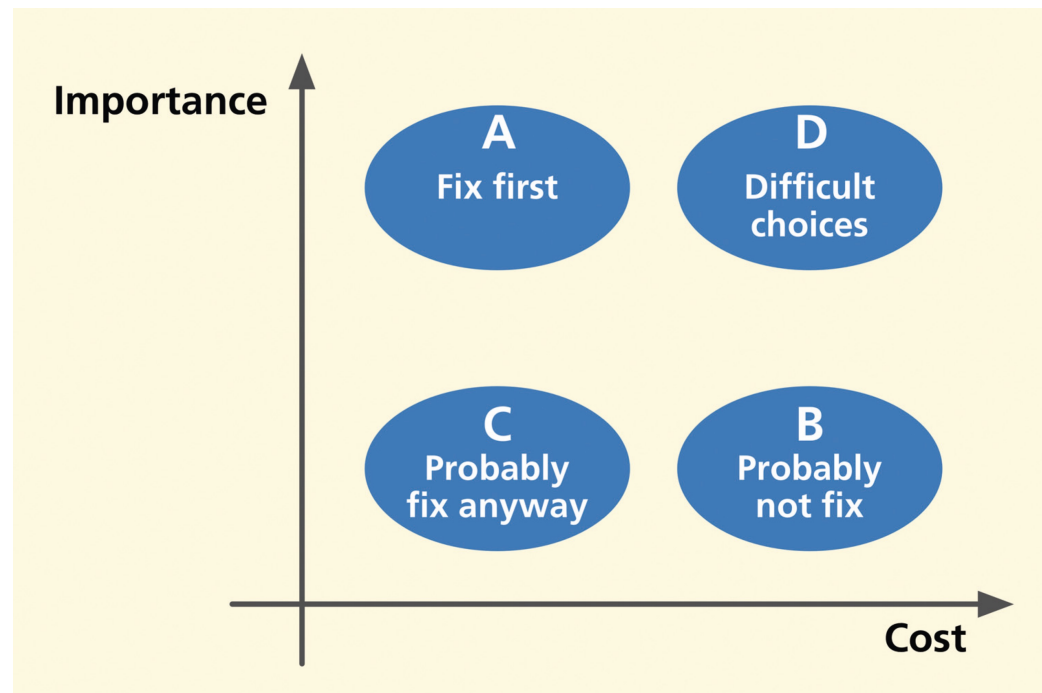 Importance
A
Fix first
D
Difficult
choices
C
Probably
fix anyway
B
Probably
not fix
Cost